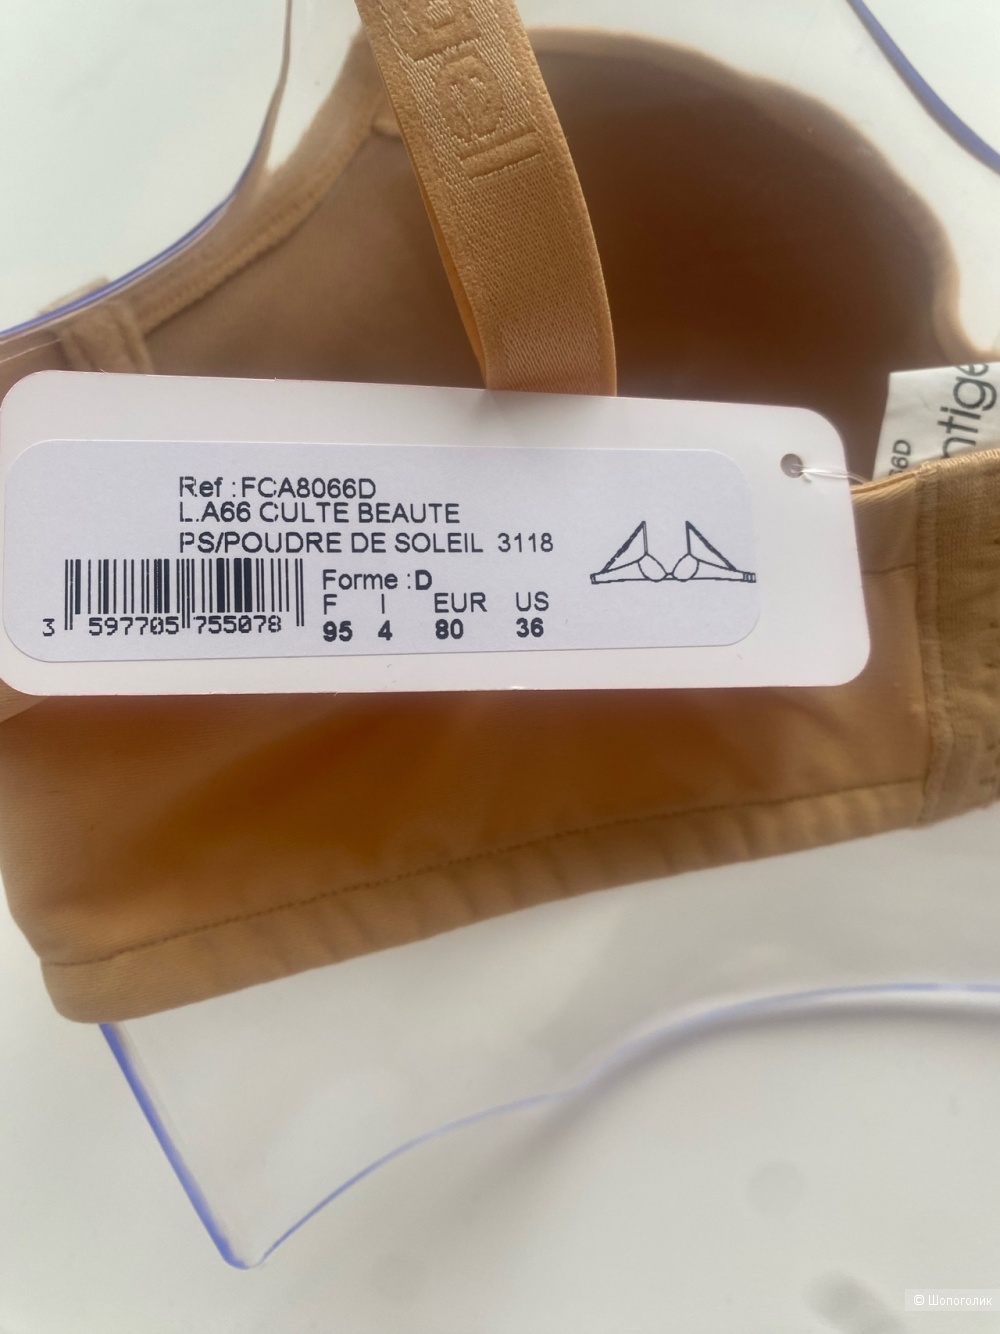 Ref :FCA8066D
L.A66 CULTE BEAUTE
PS/POUDRE DE SOLEIL 3118
Forme :D
F I EUR US
95 4 80 36
3 597705 755078
© Шопоголик